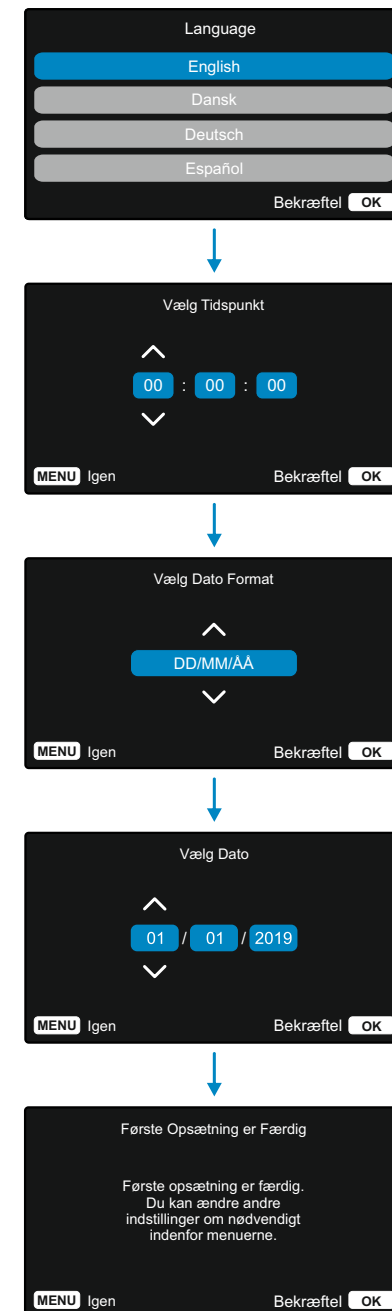 Language
English
Dansk
Deutsch
Español
Bekræftel OK
Vælg Tidspunkt
00 : 00 : 00
MENU Igen Bekræftel OK
Vælg Dato Format
DD/MM/ÅÅ
MENU Igen Bekræftel OK
Vælg Dato
01 / 01 / 2019
MENU Igen Bekræftel OK
Første Opsætning er Færdig
Første opsætning er færdig.
Du kan ændre andre
indstillinger om nødvendigt
indenfor menuerne.
MENU Igen Bekræftel OK